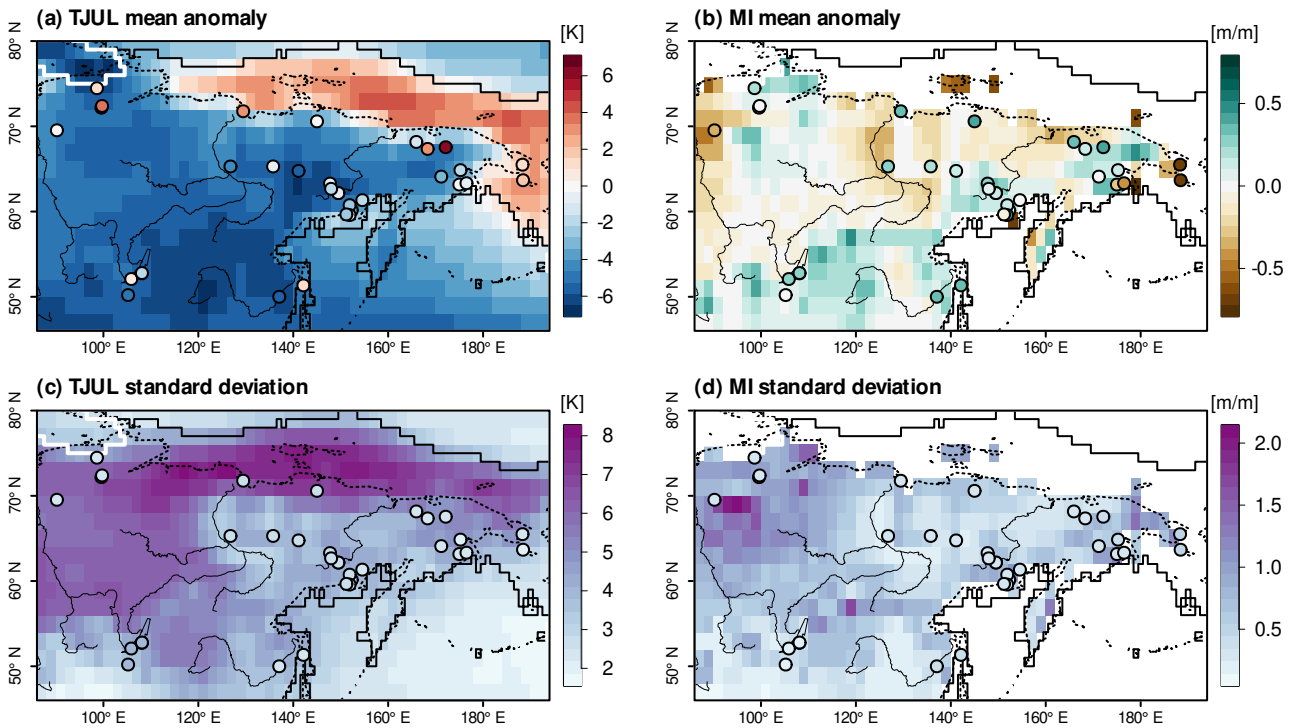 (a) TJUL mean anomaly
[K]
80° N
70° N
60° N
50° N
100° E
120° E
140° E
160° E
180° E
6
4
2
0
-2
-4
-6
(b) MI mean anomaly
[m/m]
80° N
70° N
60° N
50° N
100° E
120° E
140° E
160° E
180° E
0.5
0.0
-0.5
(c) TJUL standard deviation
[K]
80° N
70° N
60° N
50° N
100° E
120° E
140° E
160° E
180° E
8
7
6
5
4
3
2
(d) MI standard deviation
[m/m]
80° N
70° N
60° N
50° N
100° E
120° E
140° E
160° E
180° E
2.0
1.5
1.0
0.5